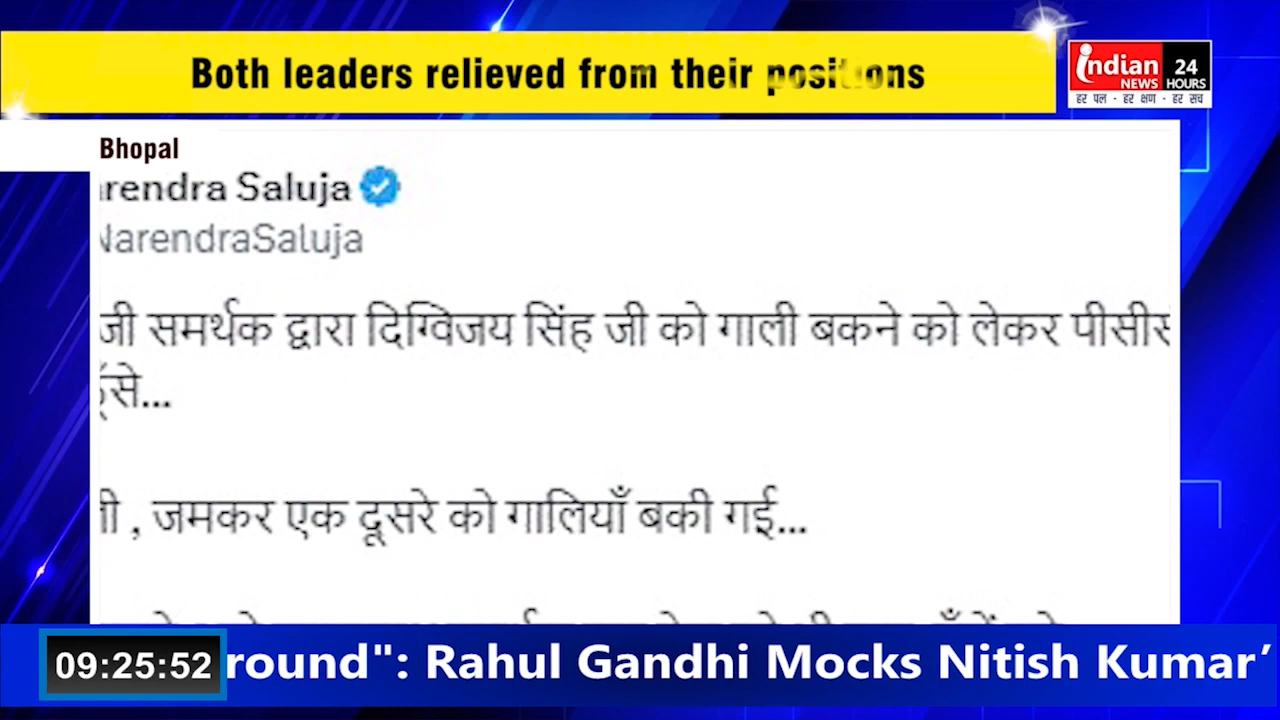 Both leaders relieved from their positions
indian
NEWS
24
HOURS
हर पल - हर क्षण - हर सच
Bhopal
rendra Saluja
NarendraSaluja
जी समर्थक द्वारा दिग्विजय सिंह जी को गाली बकने को लेकर
जमकर एक दूसरे को गालियाँ बकी गई...
09:25:52
round": Rahul Gandhi Mocks Nitish Kumar’